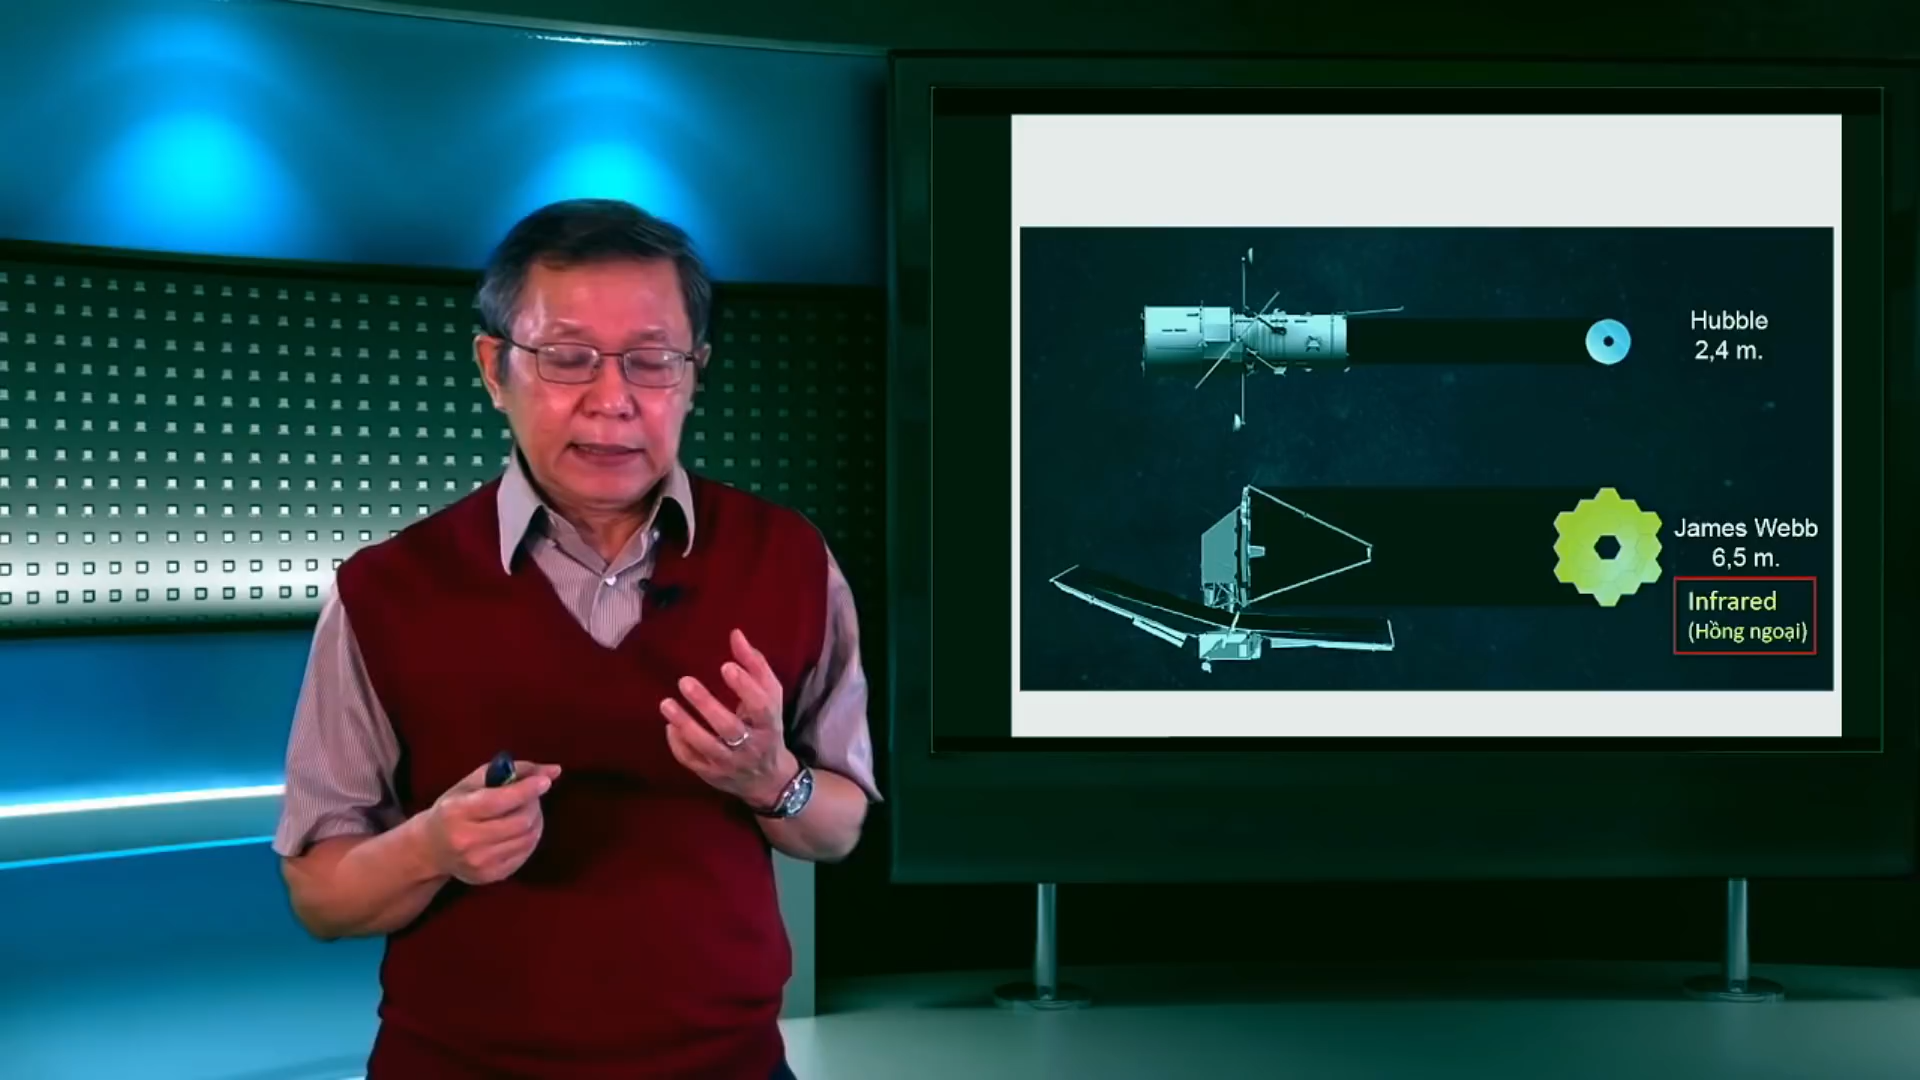 Hubble
2,4 m.
James Webb
6,5 m.
Infrared
(Hồng ngoại)